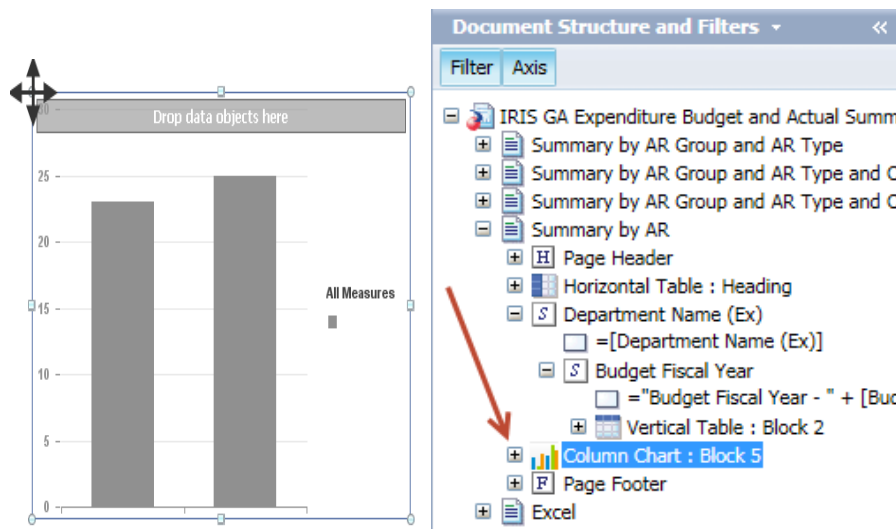 Drop data objects here
30
25
20
15
10
5
0
All Measures
Document Structure and Filters
Filter Axis
IRIS GA Expenditure Budget and Actual Summ
Summary by AR Group and AR Type
Summary by AR Group and AR Type and C
Summary by AR Group and AR Type and C
Summary by AR
H Page Header
Horizontal Table : Heading
S Department Name (Ex)
=[Department Name (Ex)]
S Budget Fiscal Year
="Budget Fiscal Year - " + [Bud
Vertical Table : Block 2
Column Chart : Block 5
F Page Footer
Excel